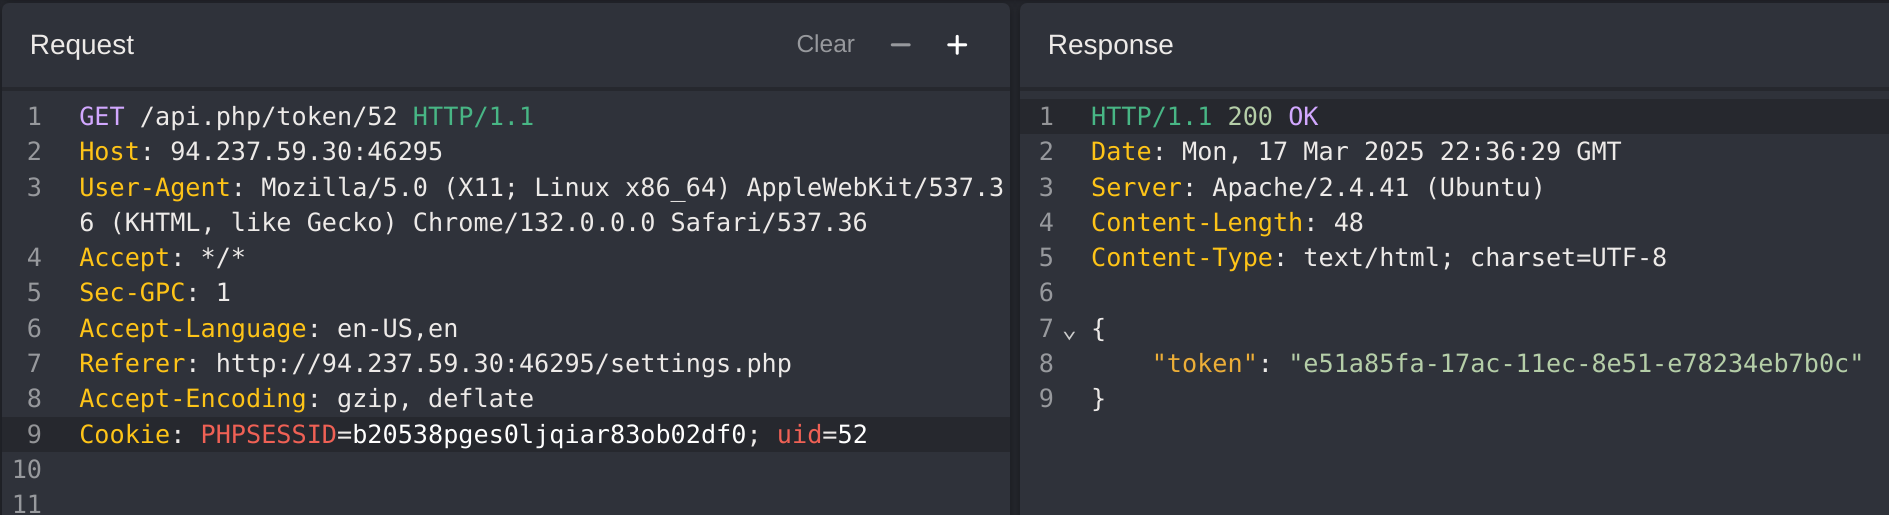 Request
Clear − +
1 GET /api.php/token/52 HTTP/1.1
2 Host: 94.237.59.30:46295
3 User-Agent: Mozilla/5.0 (X11; Linux x86_64) AppleWebKit/537.3
6 (KHTML, like Gecko) Chrome/132.0.0.0 Safari/537.36
4 Accept: */*
5 Sec-GPC: 1
6 Accept-Language: en-US,en
7 Referer: http://94.237.59.30:46295/settings.php
8 Accept-Encoding: gzip, deflate
9 Cookie: PHPSESSID=b20538pges0ljqiar83ob02df0; uid=52
10
11
Response
1 HTTP/1.1 200 OK
2 Date: Mon, 17 Mar 2025 22:36:29 GMT
3 Server: Apache/2.4.41 (Ubuntu)
4 Content-Length: 48
5 Content-Type: text/html; charset=UTF-8
6
7 {
8 "token": "e51a85fa-17ac-11ec-8e51-e78234eb7b0c"
9 }